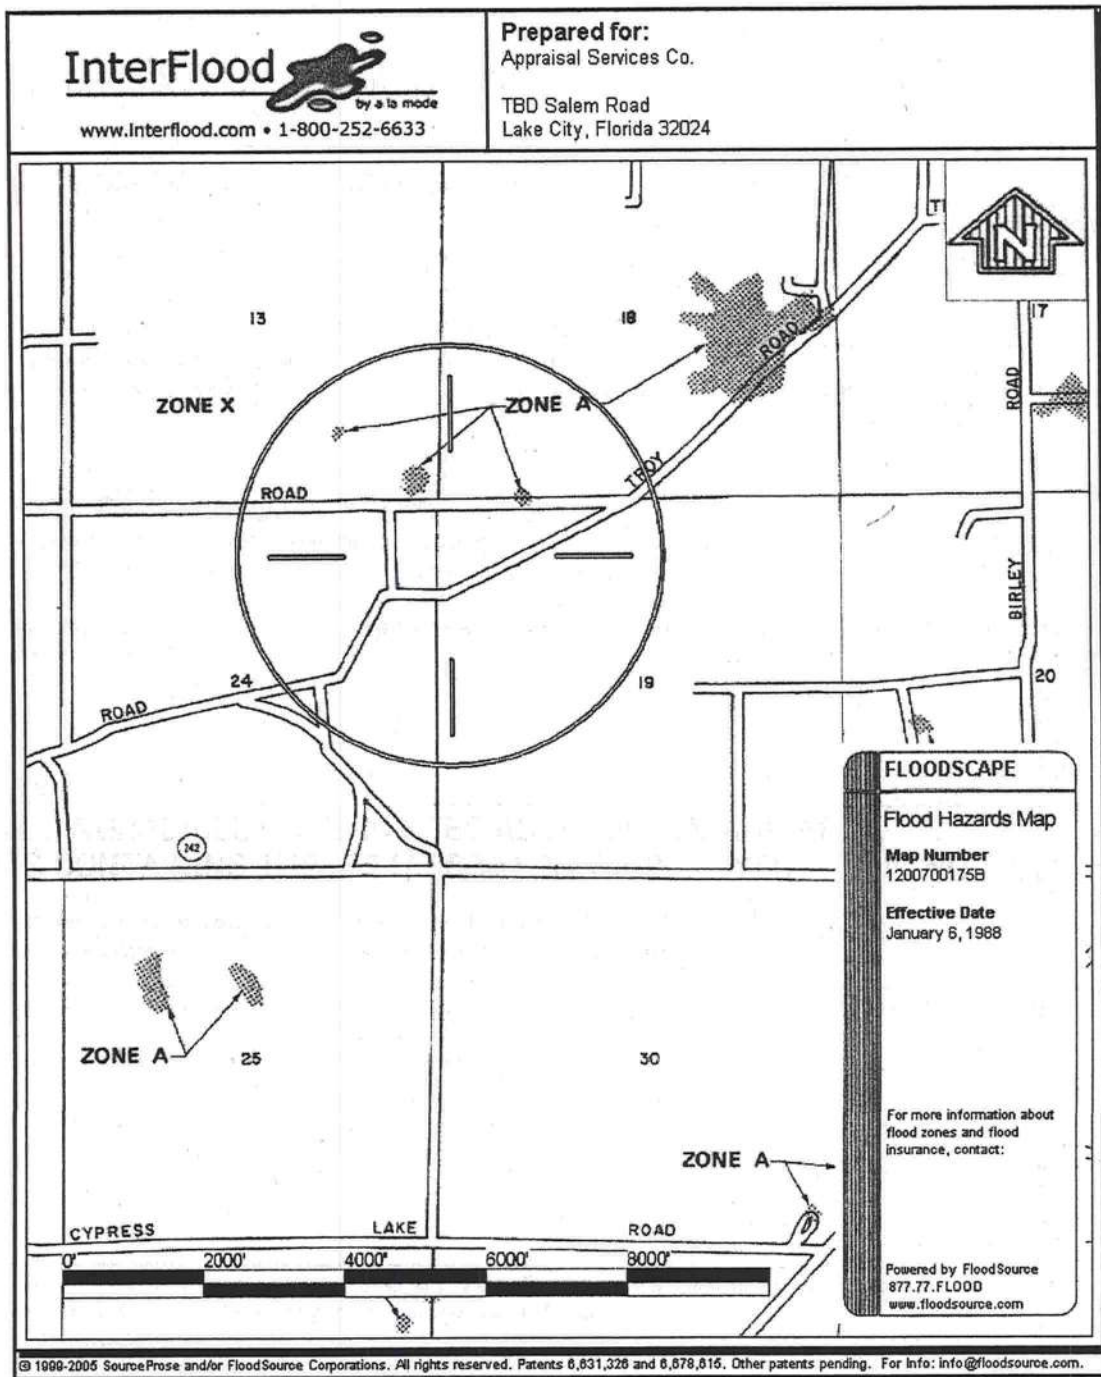 InterFlood
by a la mode
www.interflood.com • 1-800-252-6633
Prepared for:
Appraisal Services Co.
TBD Salem Road
Lake City, Florida 32024
N
13
18
17
ROAD
ROAD
ZONE X
ZONE A
TROY
ROAD
BIRLEY
24
19
20
ROAD
242
FLOODSCAPE
Flood Hazards Map
Map Number
1200700175B
Effective Date
January 6, 1988
ZONE A
25
30
For more information about
flood zones and flood
insurance, contact:
ZONE A
CYPRESS LAKE ROAD
0' 2000' 4000' 6000' 8000'
Powered by FloodSource
877.77.FLOOD
www.floodsource.com
© 1999-2005 SourceProse and/or FloodSource Corporations. All rights reserved. Patents 6,631,326 and 6,678,615. Other patents pending. For Info: info@floodsource.com.